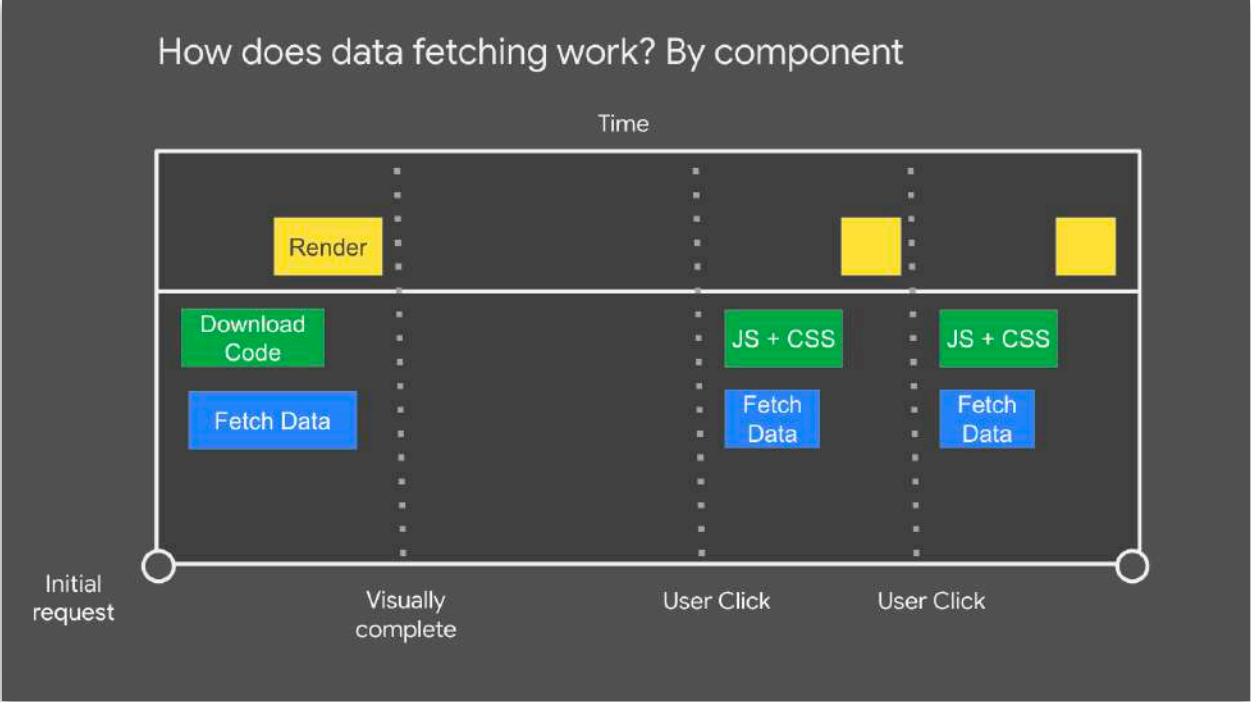 How does data fetching work? By component
Time
Render
Download
Code
JS + CSS
JS + CSS
Fetch Data
Fetch
Data
Fetch
Data
Initial
request
Visually
complete
User Click
User Click